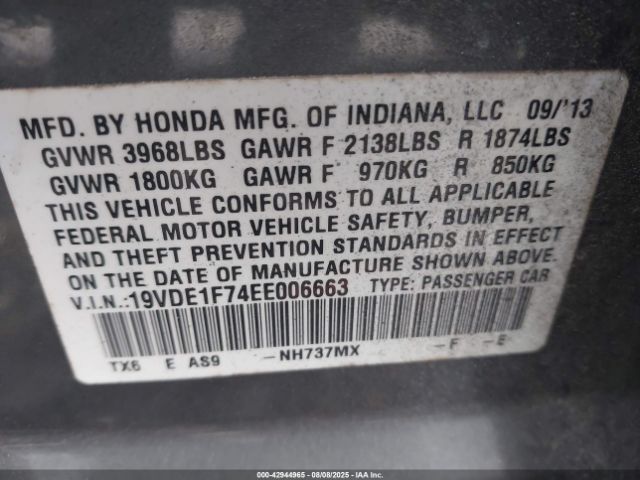 MFD. BY HONDA MFG. OF INDIANA, LLC 09/'13
GVWR 3968LBS GAWR F 2138LBS R 1874LBS
GVWR 1800KG GAWR F 970KG R 850KG
THIS VEHICLE CONFORMS TO ALL APPLICABLE
FEDERAL MOTOR VEHICLE SAFETY, BUMPER,
AND THEFT PREVENTION STANDARDS IN EFFECT
ON THE DATE OF MANUFACTURE SHOWN ABOVE.
V.I.N.:19VDE1F74EE006663 TYPE: PASSENGER CAR
TX6 E AS9 -NH737MX -F -E
000-42944965 - 08/08/2025 - IAA Inc.